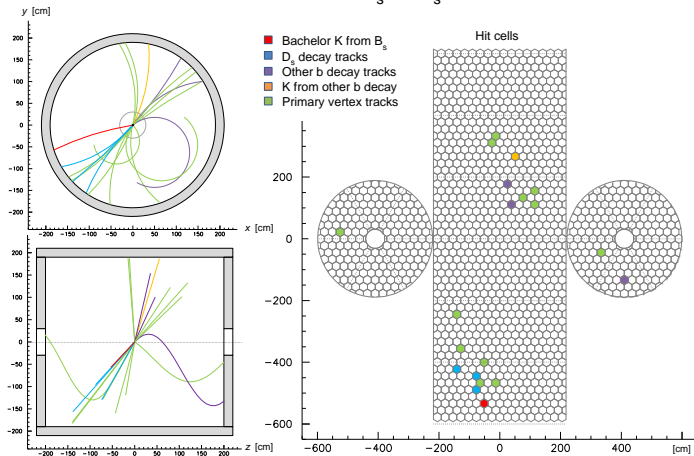 s s
y [cm]
200
150
100
50
0
−50
−100
−150
−200
−200 −150 −100 −50 0 50 100 150 200
x [cm]
200
150
100
50
0
−50
−100
−150
−200
−200 −150 −100 −50 0 50 100 150 200
z [cm]
Bachelor K from Bs
Ds decay tracks
Other b decay tracks
K from other b decay
Primary vertex tracks
Hit cells
200
0
−200
−400
−600
−600 −400 −200 0 200 400 [cm]